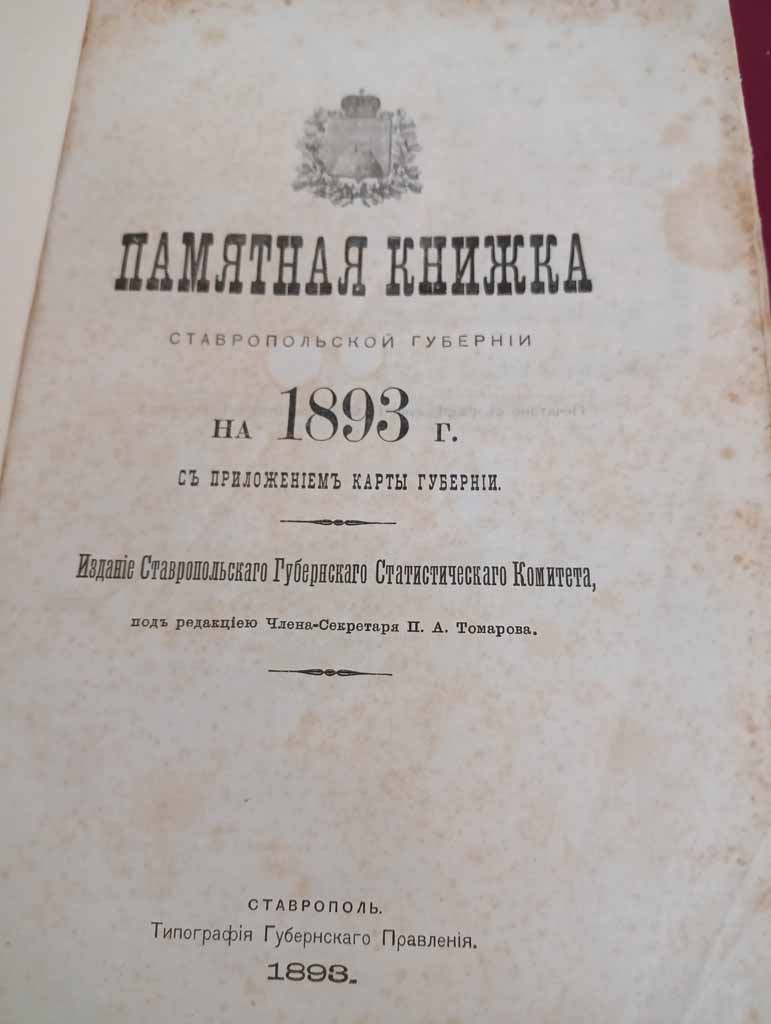 ПАМЯТНАЯ КНИЖКА
СТАВРОПОЛЬСКОЙ ГУБЕРНІИ
НА 1893 Г.
СЪ ПРИЛОЖЕНІЕМЪ КАРТЫ ГУБЕРНІИ.
Изданіе Ставропольскаго Губернскаго Статистическаго Комитета,
подъ редакціею Члена-Секретаря П. А. Томарова.
СТАВРОПОЛЬ.
Типографія Губернскаго Правленія.
1893.